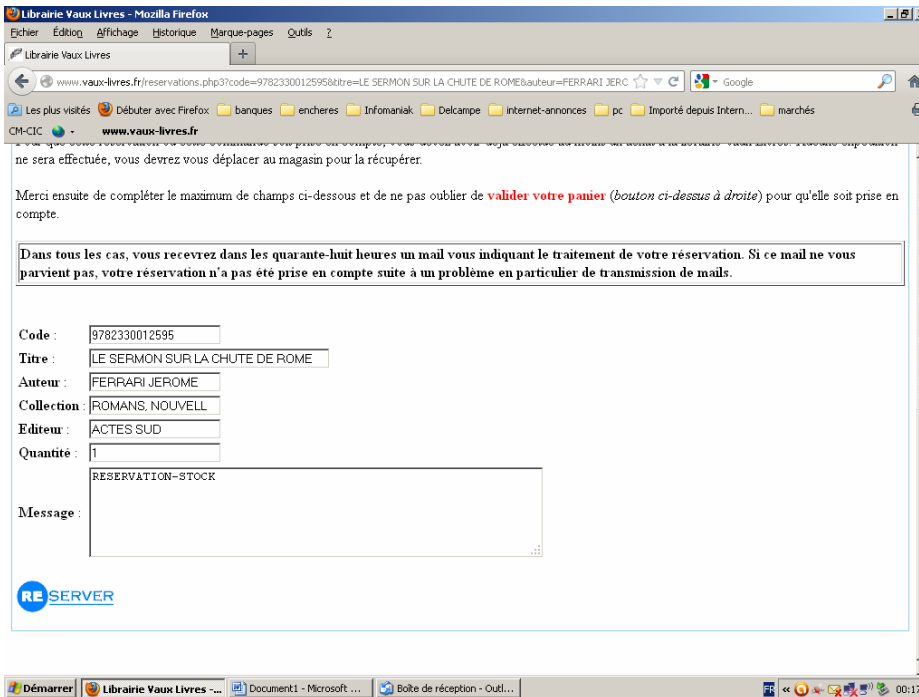 Librairie Vaux Livres - Mozilla Firefox
Fichier Édition Affichage Historique Marque-pages Outils ?
Librairie Vaux Livres +
www.vaux-livres.fr/reservations.php3?code=9782330012595&titre=LE SERMON SUR LA CHUTE DE ROME&auteur=FERRARI JERC Google
Les plus visités Débuter avec Firefox banques encheres Infomaniak Delcampe internet-annonces pc Importé depuis Intern... marchés
CM-CIC www.vaux-livres.fr
ne sera effectuée, vous devrez vous déplacer au magasin pour la récupérer.
Merci ensuite de compléter le maximum de champs ci-dessous et de ne pas oublier de valider votre panier (bouton ci-dessus à droite) pour qu'elle soit prise en
compte.
Dans tous les cas, vous recevrez dans les quarante-huit heures un mail vous indiquant le traitement de votre réservation. Si ce mail ne vous
parvient pas, votre réservation n'a pas été prise en compte suite à un problème en particulier de transmission de mails.
Code : 9782330012595
Titre : LE SERMON SUR LA CHUTE DE ROME
Auteur : FERRARI JEROME
Collection : ROMANS, NOUVELL
Editeur : ACTES SUD
Quantité : 1
Message : RESERVATION-STOCK
RESERVER
Démarrer Librairie Vaux Livres -... Document1 - Microsoft ... Boîte de réception - Outl... FR « 00:17